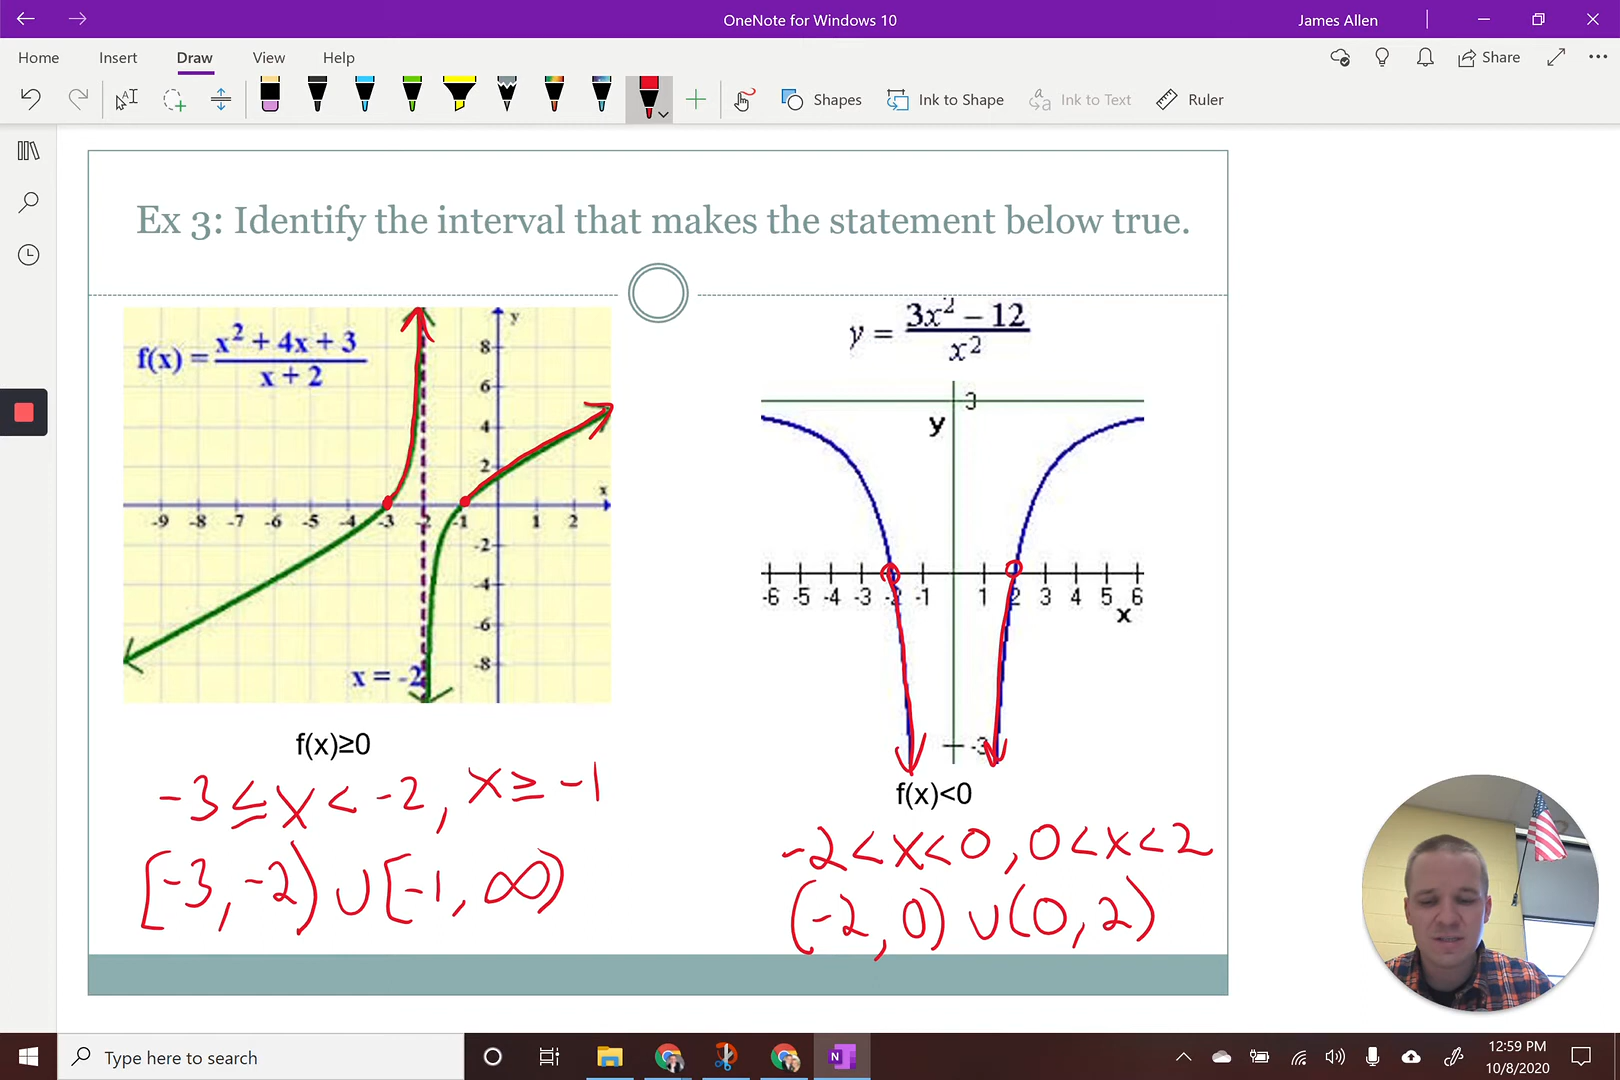 OneNote for Windows 10
James Allen
Home Insert Draw View Help
Share
Shapes Ink to Shape Ink to Text Ruler
Ex 3: Identify the interval that makes the statement below true.
f(x) = x² + 4x + 3 / x + 2
y
8
6
4
2
x
-9 -8 -7 -6 -5 -4 -3 -2 -1 1 2
-2
-4
-6
-8
x = -2
f(x)≥0
-3 ≤ x < -2, x ≥ -1
[-3, -2) ∪ [-1, ∞)
y = 3x² – 12 / x²
3
y
-6 -5 -4 -3 -2 -1 1 2 3 4 5 6
x
-3
f(x)<0
-2 < x < 0, 0 < x < 2
(-2, 0) ∪ (0, 2)
Type here to search
N
12:59 PM
10/8/2020